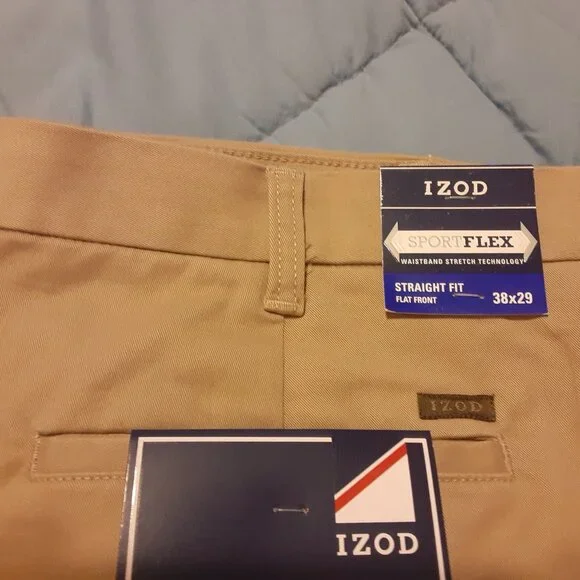 IZOD
SPORTFLEX
WAISTBAND STRETCH TECHNOLOGY
STRAIGHT FIT
FLAT FRONT 38x29
IZOD
IZOD